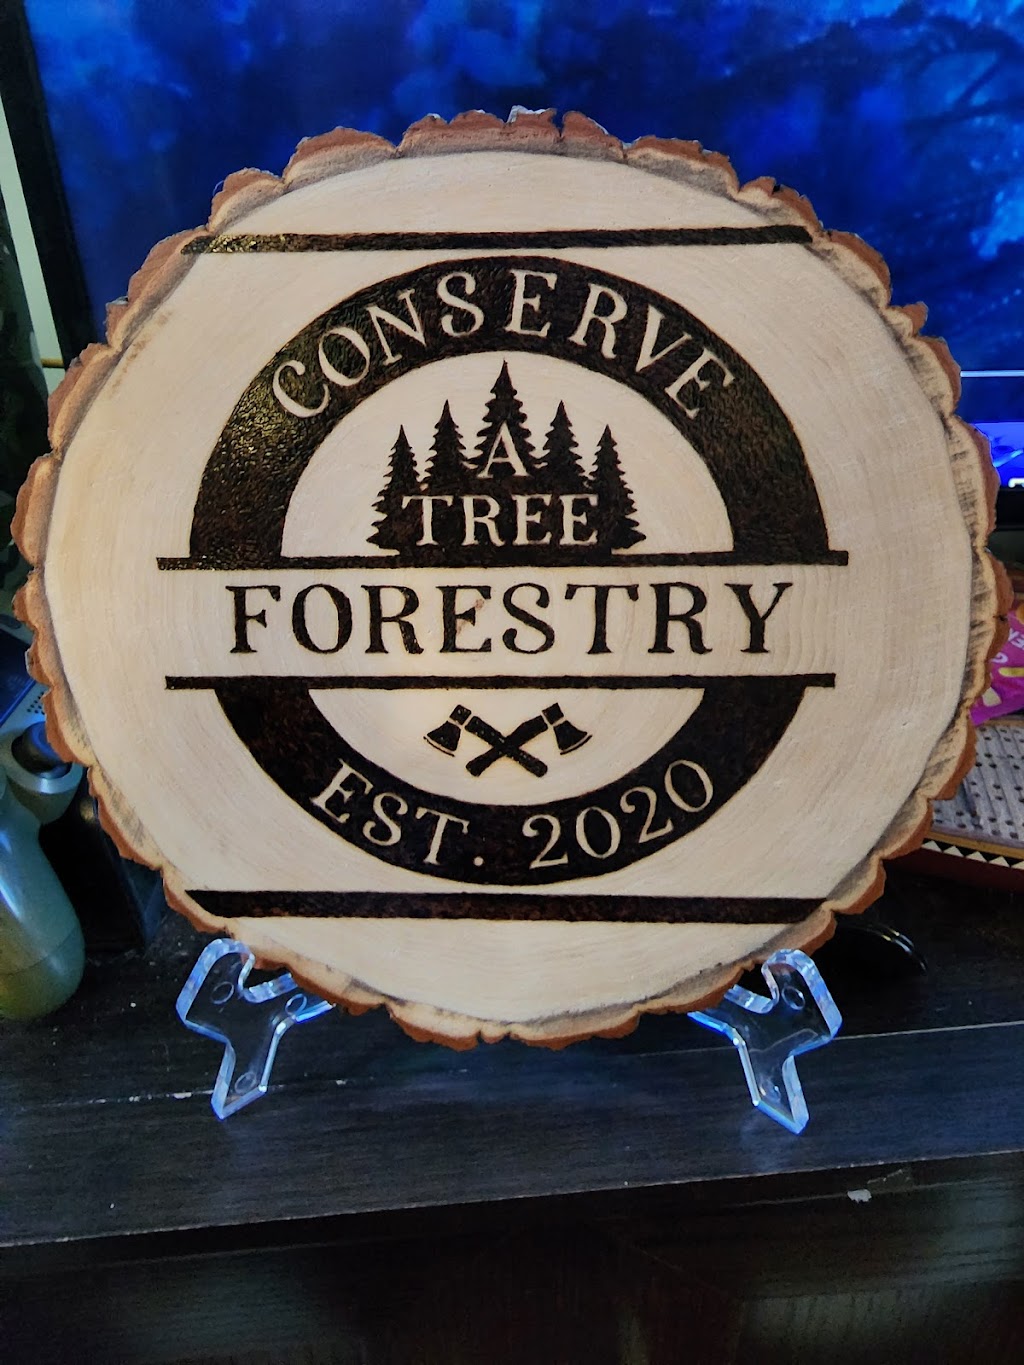 CONSERVE
A
TREE
FORESTRY
EST. 2020